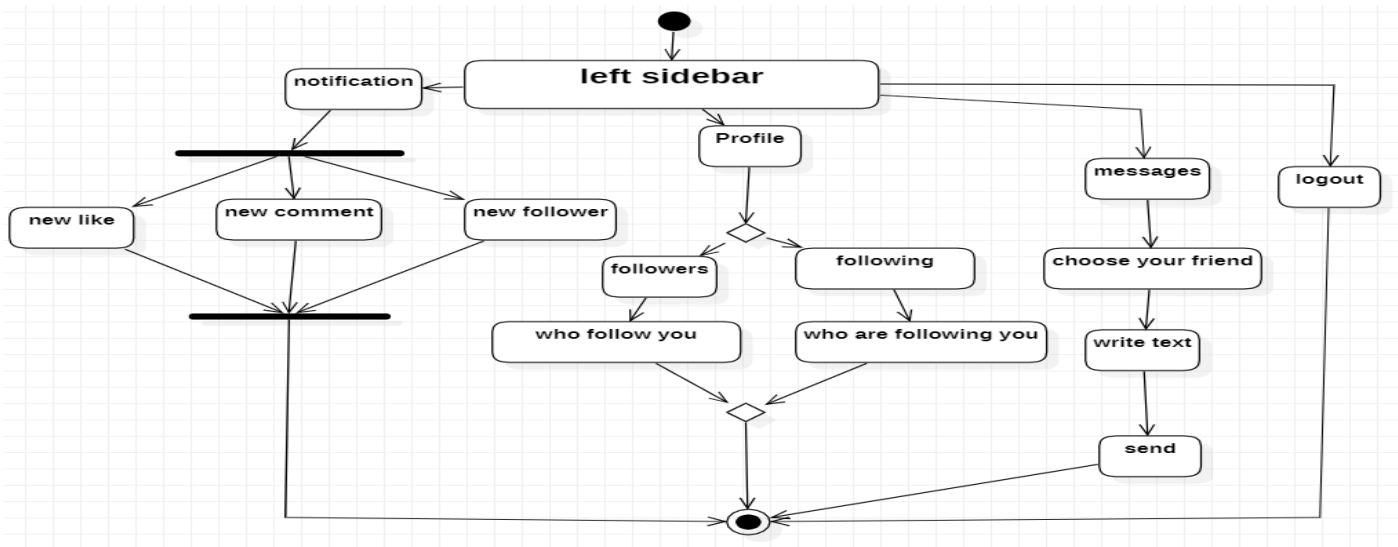 left sidebar
notification
Profile
messages
logout
new like
new comment
new follower
followers
following
choose your friend
who follow you
who are following you
write text
send